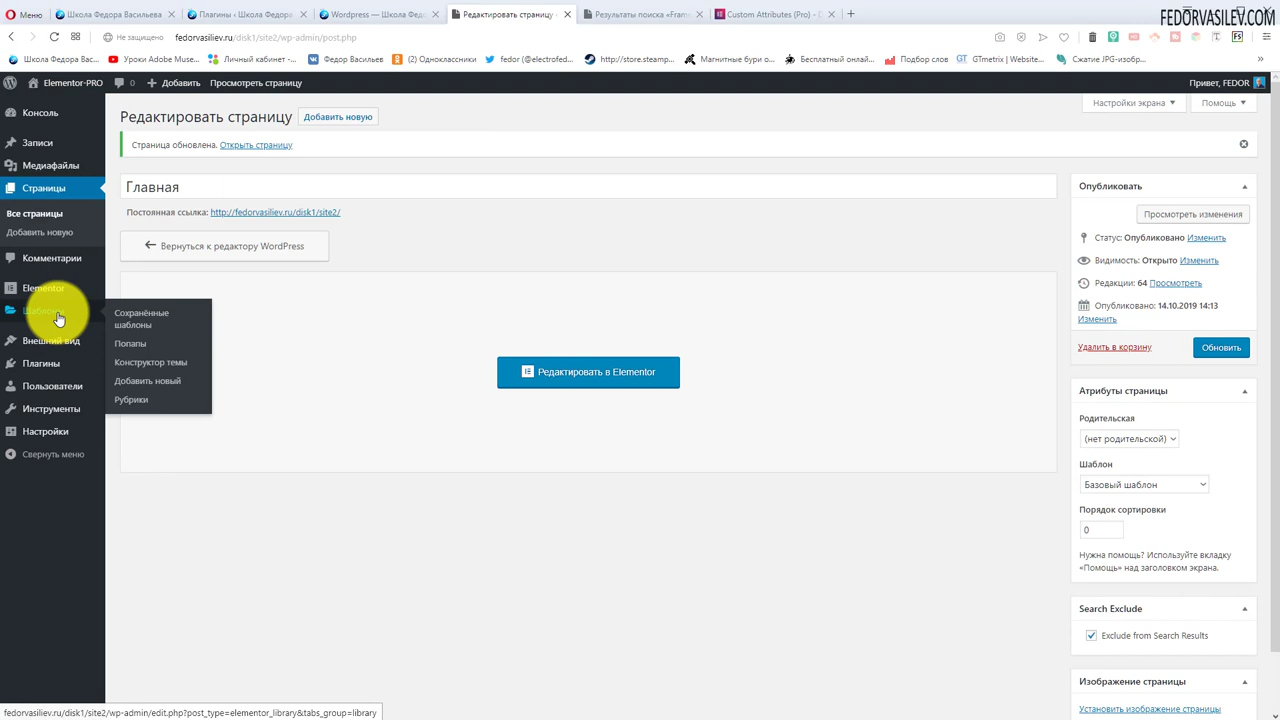 Меню
Школа Федора Васильева
Плагины ‹ Школа Федора
Wordpress — Школа Федо
Редактировать страницу
Результаты поиска «Fram
Custom Attributes (Pro) - D
FEDORVASILEV.COM
Не защищено
fedorvasiliev.ru/disk1/site2/wp-admin/post.php
Школа Федора Вас...
Уроки Adobe Muse...
Личный кабинет -...
Федор Васильев
(2) Одноклассники
fedor (@electrofed...
http://store.steamp...
Магнитные бури о...
Бесплатный онлай...
Подбор слов
GTmetrix | Website...
Сжатие JPG-изобр...
Elementor-PRO
0
Добавить
Просмотреть страницу
Привет, FEDOR
Консоль
Записи
Медиафайлы
Страницы
Все страницы
Добавить новую
Комментарии
Elementor
Шаблоны
Внешний вид
Плагины
Пользователи
Инструменты
Настройки
Свернуть меню
Сохранённые
шаблоны
Попапы
Конструктор темы
Добавить новый
Рубрики
Настройки экрана
Помощь
Редактировать страницу
Добавить новую
Страница обновлена. Открыть страницу
Главная
Постоянная ссылка: http://fedorvasiliev.ru/disk1/site2/
Вернуться к редактору WordPress
Редактировать в Elementor
Опубликовать
Просмотреть изменения
Статус: Опубликовано Изменить
Видимость: Открыто Изменить
Редакции: 64 Просмотреть
Опубликовано: 14.10.2019 14:13
Изменить
Удалить в корзину
Обновить
Атрибуты страницы
Родительская
(нет родительской)
Шаблон
Базовый шаблон
Порядок сортировки
0
Нужна помощь? Используйте вкладку
«Помощь» над заголовком экрана.
Search Exclude
Exclude from Search Results
Изображение страницы
Установить изображение страницы
fedorvasiliev.ru/disk1/site2/wp-admin/edit.php?post_type=elementor_library&tabs_group=library